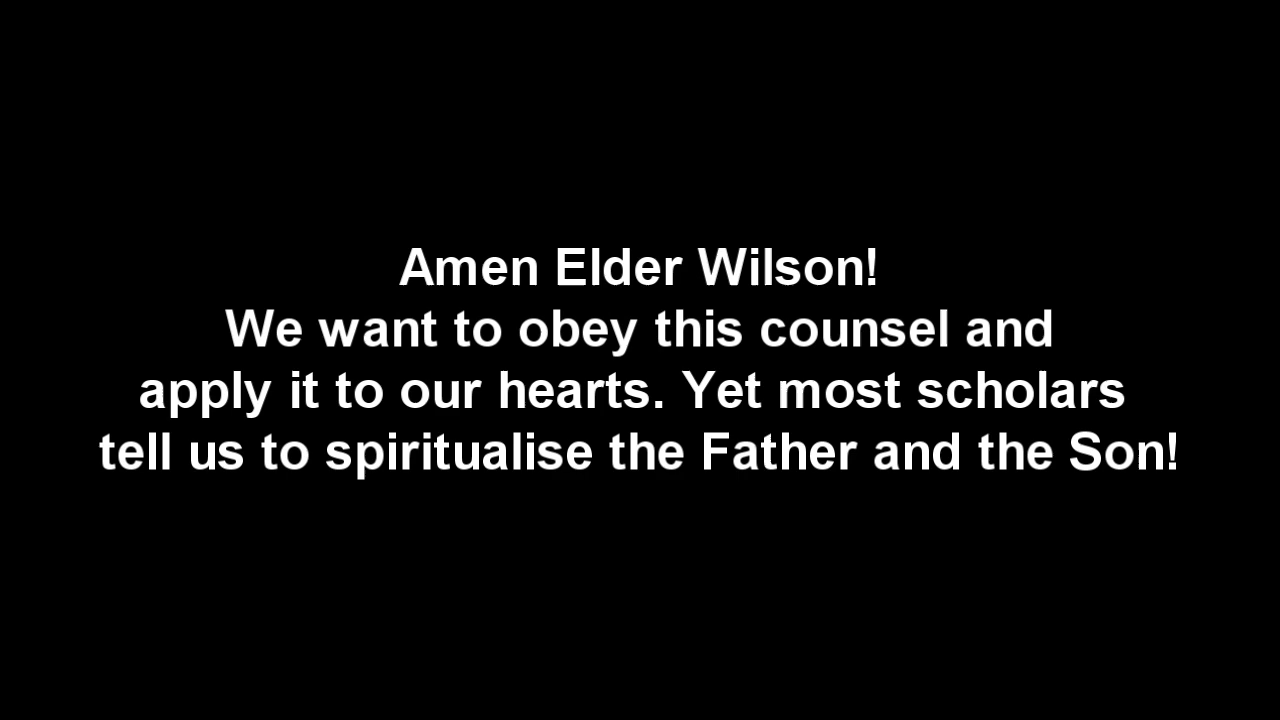 Amen Elder Wilson!
We want to obey this counsel and
apply it to our hearts. Yet most scholars
tell us to spiritualise the Father and the Son!